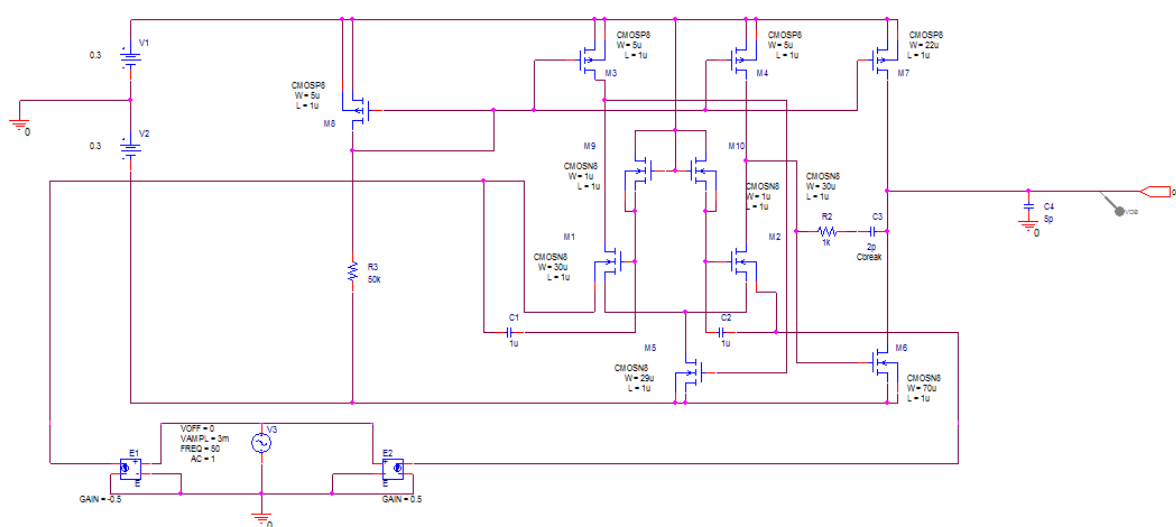 V1
0.3
0
V2
0.3
CMOSP8
W = 5u
L = 1u
M8
CMOSP8
W = 5u
L = 1u
M3
CMOSP8
W = 5u
L = 1u
M4
CMOSP8
W = 22u
L = 1u
M7
M9
CMOSN8
W = 1u
L = 1u
M10
CMOSN8
W = 1u
L = 1u
CMOSN8
W = 30u
L = 1u
M1
CMOSN8
W = 30u
L = 1u
M2
R2
1k
C3
2p
Cbreak
C4
5p
0
R3
50k
C1
1u
C2
1u
M5
CMOSN8
W = 29u
L = 1u
M6
CMOSN8
W = 70u
L = 1u
VOFF = 0
VAMPL = 3m
FREQ = 50
AC = 1
V3
E1
E
GAIN = -0.5
E2
E
GAIN = 0.5
0